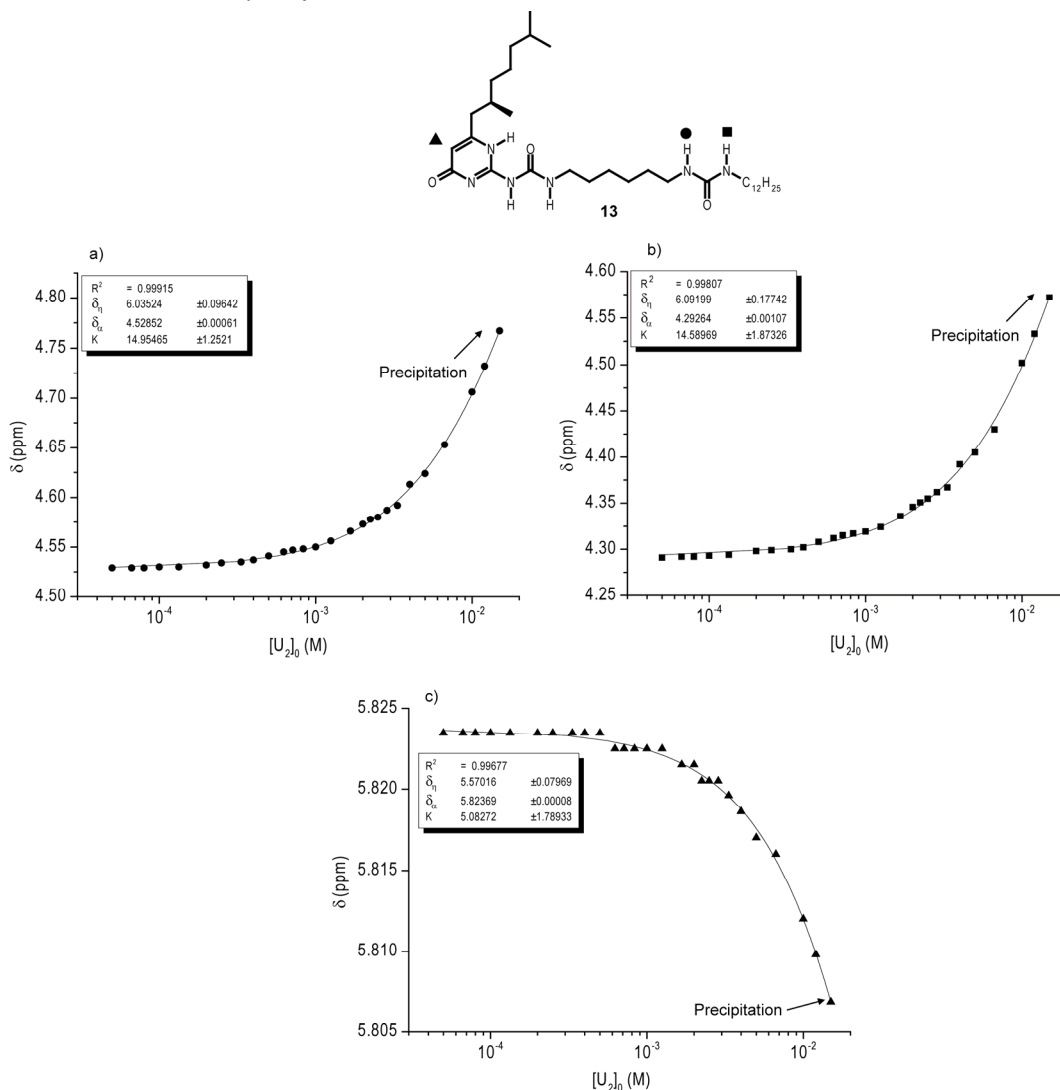 H
O
H
H
N
N
N
N
O
N
N
N
C₁₂H₂₅
H
H
O
13
a)
R² = 0.99915
δη 6.03524 ±0.09642
δα 4.52852 ±0.00061
K 14.95465 ±1.2521
Precipitation
4.80
4.75
4.70
4.65
4.60
4.55
4.50
δ (ppm)
10⁻⁴ 10⁻³ 10⁻²
[U₂]₀ (M)
b)
R² = 0.99807
δη 6.09199 ±0.17742
δα 4.29264 ±0.00107
K 14.58969 ±1.87326
Precipitation
4.60
4.55
4.50
4.45
4.40
4.35
4.30
4.25
δ (ppm)
10⁻⁴ 10⁻³ 10⁻²
[U₂]₀ (M)
c)
R² = 0.99677
δη 5.57016 ±0.07969
δα 5.82369 ±0.00008
K 5.08272 ±1.78933
Precipitation
5.825
5.820
5.815
5.810
5.805
δ (ppm)
10⁻⁴ 10⁻³ 10⁻²
[U₂]₀ (M)